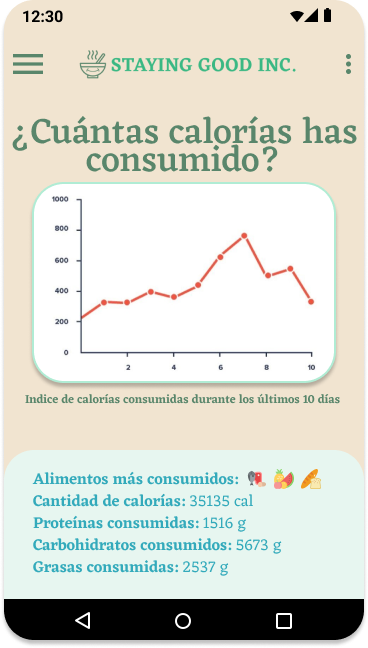 12:30
STAYING GOOD INC.
¿Cuántas calorías has
consumido?
1000
800
600
400
200
0
2 4 6 8 10
Indice de calorías consumidas durante los últimos 10 días
Alimentos más consumidos:
Cantidad de calorías: 35135 cal
Proteínas consumidas: 1516 g
Carbohidratos consumidos: 5673 g
Grasas consumidas: 2537 g